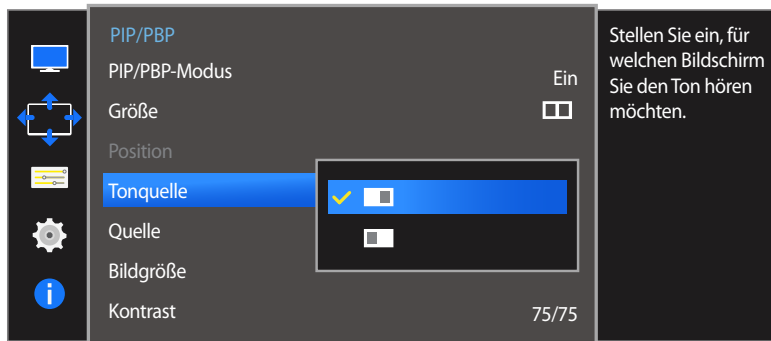 PIP/PBP
PIP/PBP-Modus Ein
Größe
Position
Tonquelle
Quelle
Bildgröße
Kontrast 75/75
Stellen Sie ein, für
welchen Bildschirm
Sie den Ton hören
möchten.